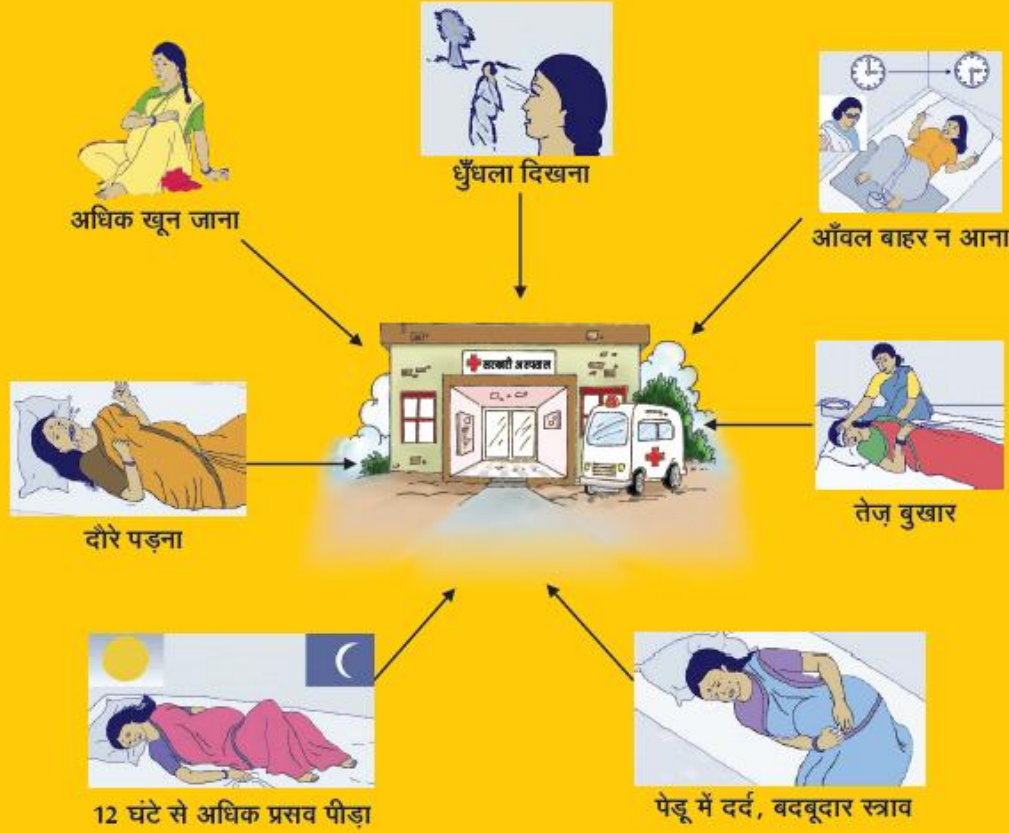 धुँधला दिखना
अधिक खून जाना
आँवल बाहर न आना
सरकारी अस्पताल
दौरे पड़ना
तेज़ बुखार
12 घंटे से अधिक प्रसव पीड़ा
पेडू में दर्द, बदबूदार स्त्राव